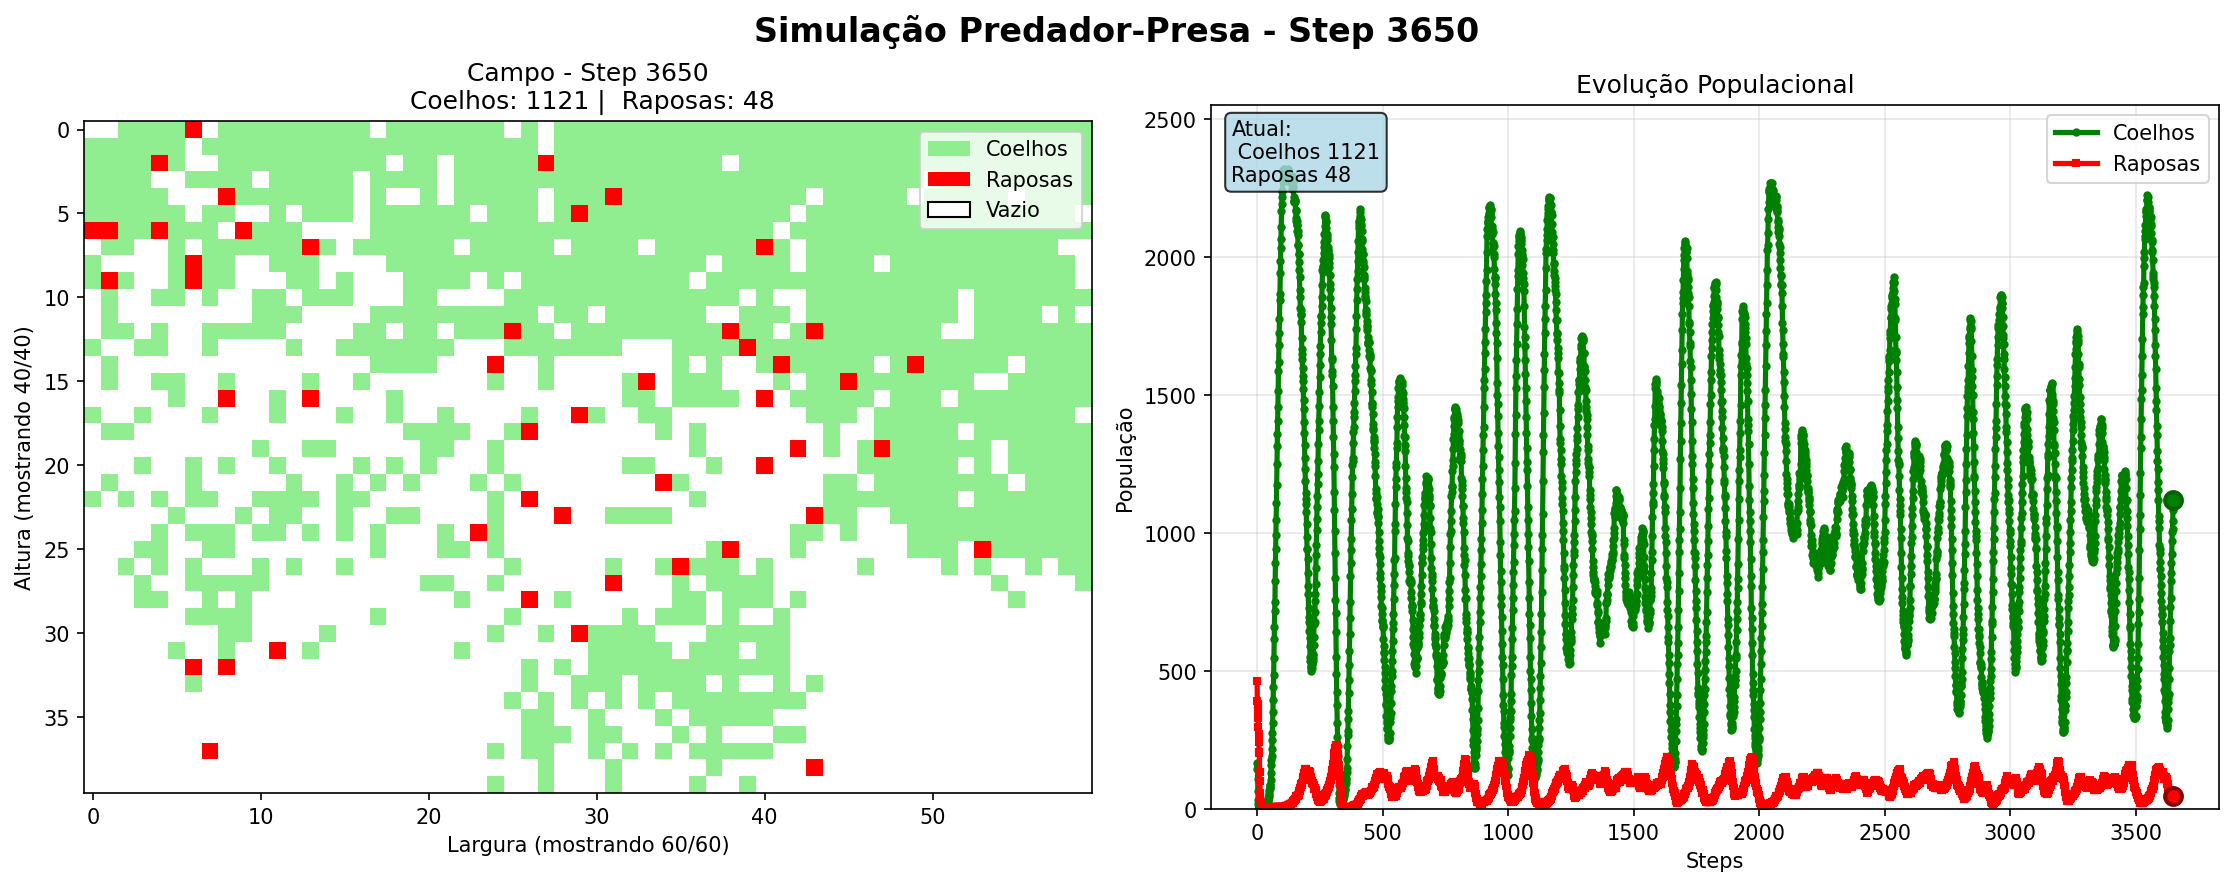 Simulação Predador-Presa - Step 3650
Campo - Step 3650
Coelhos: 1121 |  Raposas: 48
Coelhos
Raposas
Vazio
0
5
10
15
20
25
30
35
Altura (mostrando 40/40)
0
10
20
30
40
50
Largura (mostrando 60/60)
Evolução Populacional
Atual:
Coelhos 1121
Raposas 48
Coelhos
Raposas
2500
2000
1500
1000
500
0
População
0
500
1000
1500
2000
2500
3000
3500
Steps